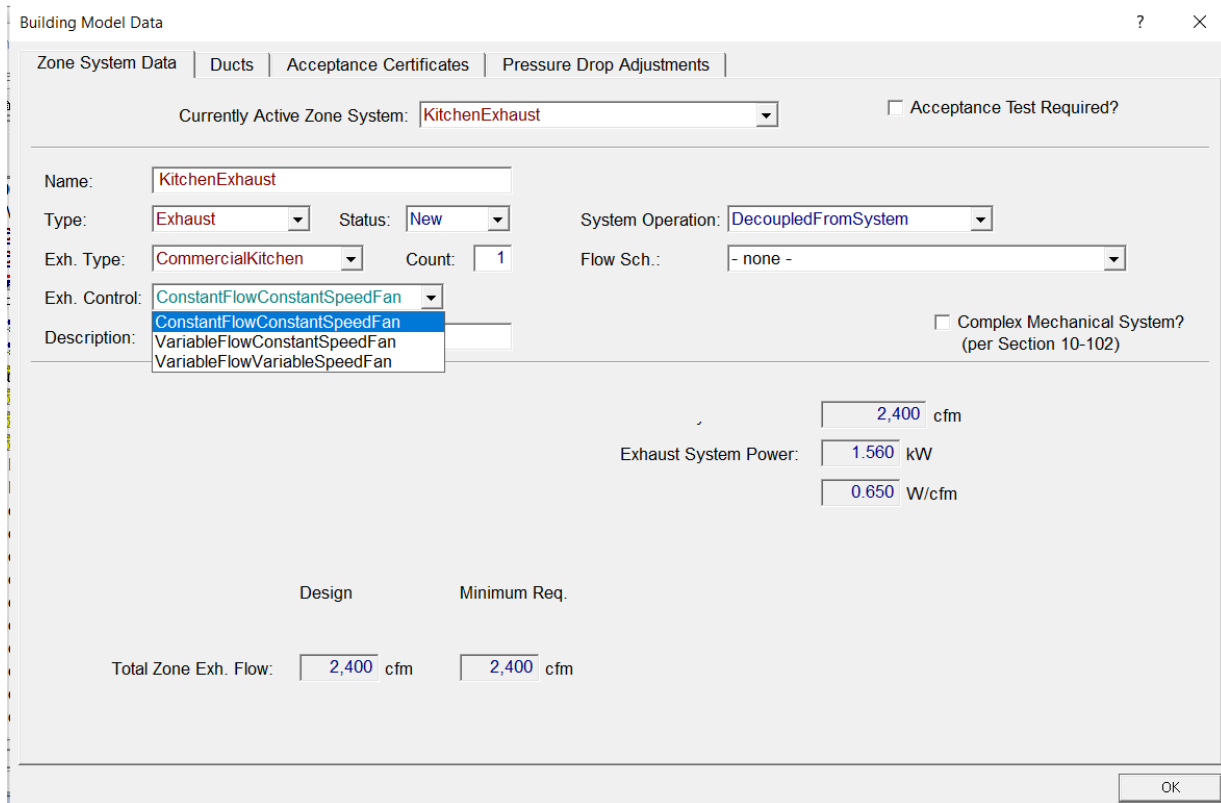 Building Model Data ? ×
Zone System Data Ducts Acceptance Certificates Pressure Drop Adjustments
Currently Active Zone System: KitchenExhaust Acceptance Test Required?
Name: KitchenExhaust
Type: Exhaust Status: New System Operation: DecoupledFromSystem
Exh. Type: CommercialKitchen Count: 1 Flow Sch.: - none -
Exh. Control: ConstantFlowConstantSpeedFan
ConstantFlowConstantSpeedFan
VariableFlowConstantSpeedFan
VariableFlowVariableSpeedFan
Description: Complex Mechanical System?
(per Section 10-102)
2,400 cfm
Exhaust System Power: 1.560 kW
0.650 W/cfm
Design Minimum Req.
Total Zone Exh. Flow: 2,400 cfm 2,400 cfm
OK